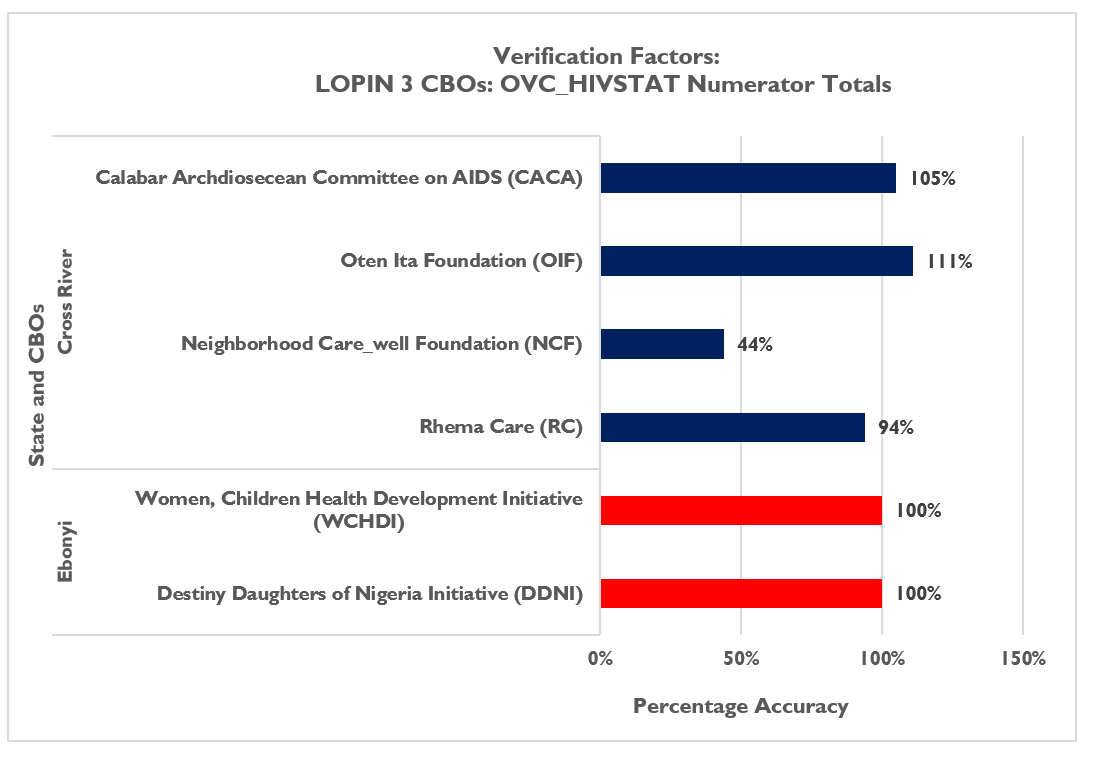 Verification Factors:
LOPIN 3 CBOs: OVC_HIVSTAT Numerator Totals
State and CBOs
Cross River
Calabar Archdiosecean Committee on AIDS (CACA)
105%
Oten Ita Foundation (OIF)
111%
Neighborhood Care_well Foundation (NCF)
44%
Rhema Care (RC)
94%
Ebonyi
Women, Children Health Development Initiative
(WCHDI)
100%
Destiny Daughters of Nigeria Initiative (DDNI)
100%
0%
50%
100%
150%
Percentage Accuracy